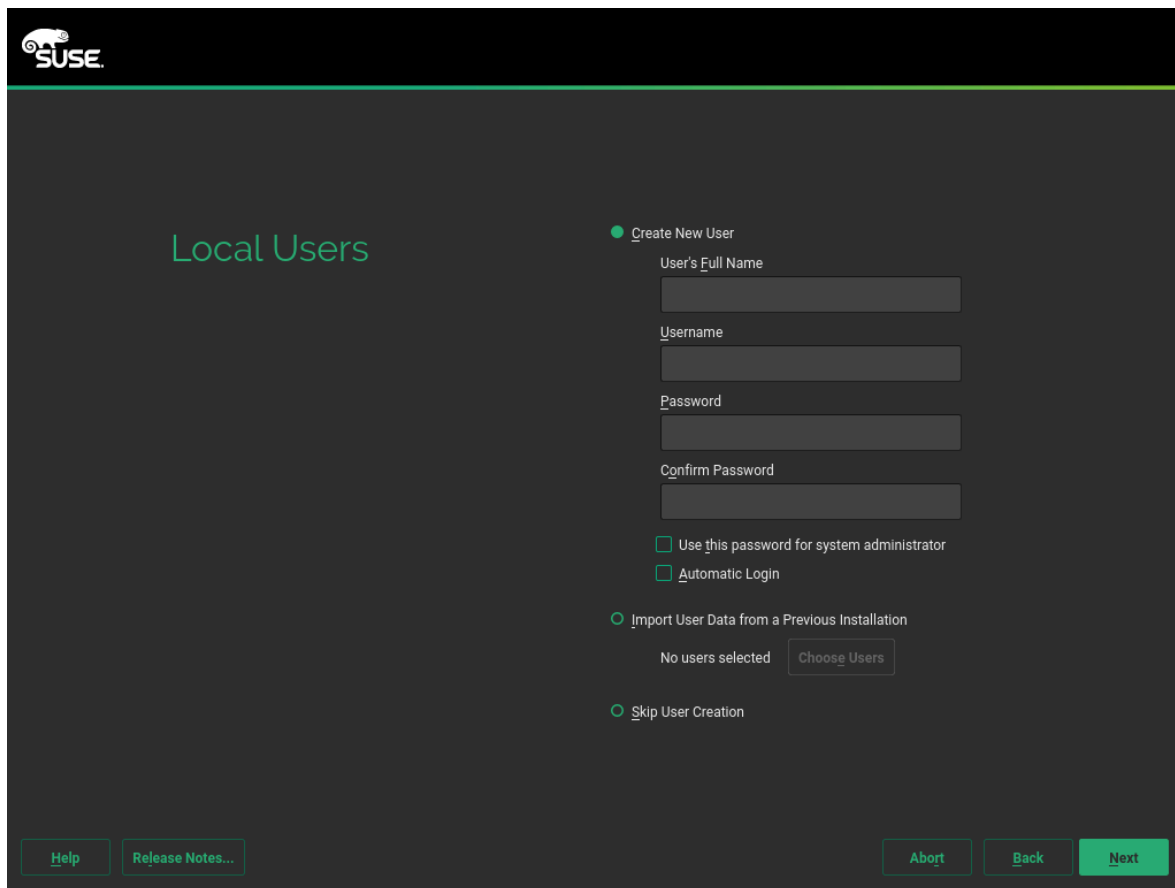 SUSE.
Local Users
Create New User
User's Full Name
Username
Password
Confirm Password
Use this password for system administrator
Automatic Login
Import User Data from a Previous Installation
No users selected Choose Users
Skip User Creation
Help Release Notes... Abort Back Next